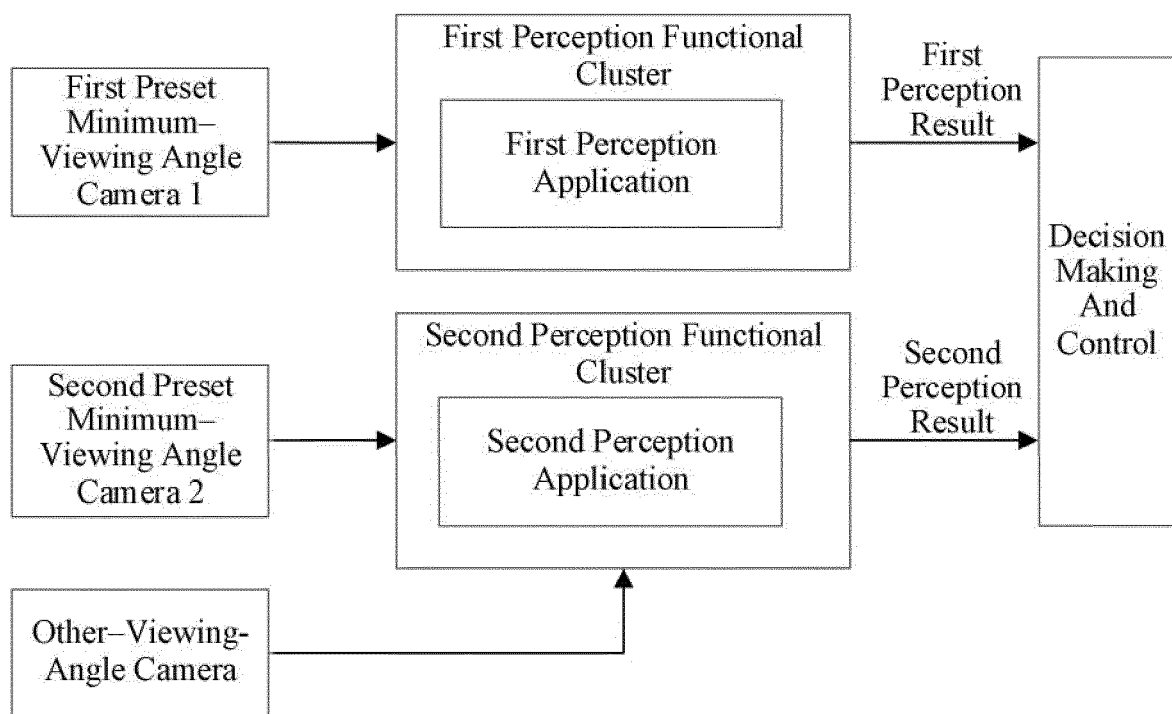 First Preset
Minimum–
Viewing Angle
Camera 1
First Perception Functional
Cluster
First Perception
Application
First
Perception
Result
Decision
Making
And
Control
Second Preset
Minimum–
Viewing Angle
Camera 2
Second Perception Functional
Cluster
Second Perception
Application
Second
Perception
Result
Other–Viewing-
Angle Camera